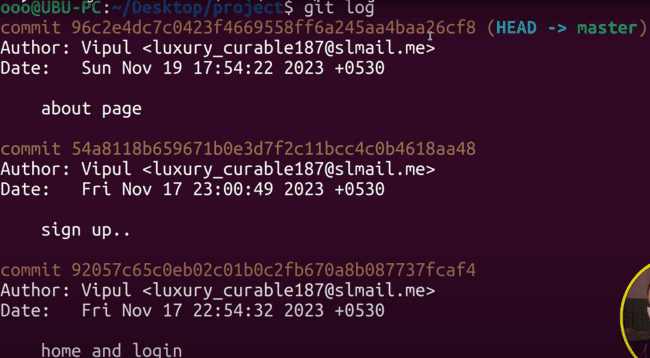 ooo@UBU-PC:~/Desktop/project$ git log
commit 96c2e4dc7c0423f4669558ff6a245aa4baa26cf8 (HEAD -> master)
Author: Vipul <luxury_curable187@slmail.me>
Date:   Sun Nov 19 17:54:22 2023 +0530
about page
commit 54a8118b659671b0e3d7f2c11bcc4c0b4618aa48
Author: Vipul <luxury_curable187@slmail.me>
Date:   Fri Nov 17 23:00:49 2023 +0530
sign up..
commit 92057c65c0eb02c01b0c2fb670a8b087737fcaf4
Author: Vipul <luxury_curable187@slmail.me>
Date:   Fri Nov 17 22:54:32 2023 +0530
home and login